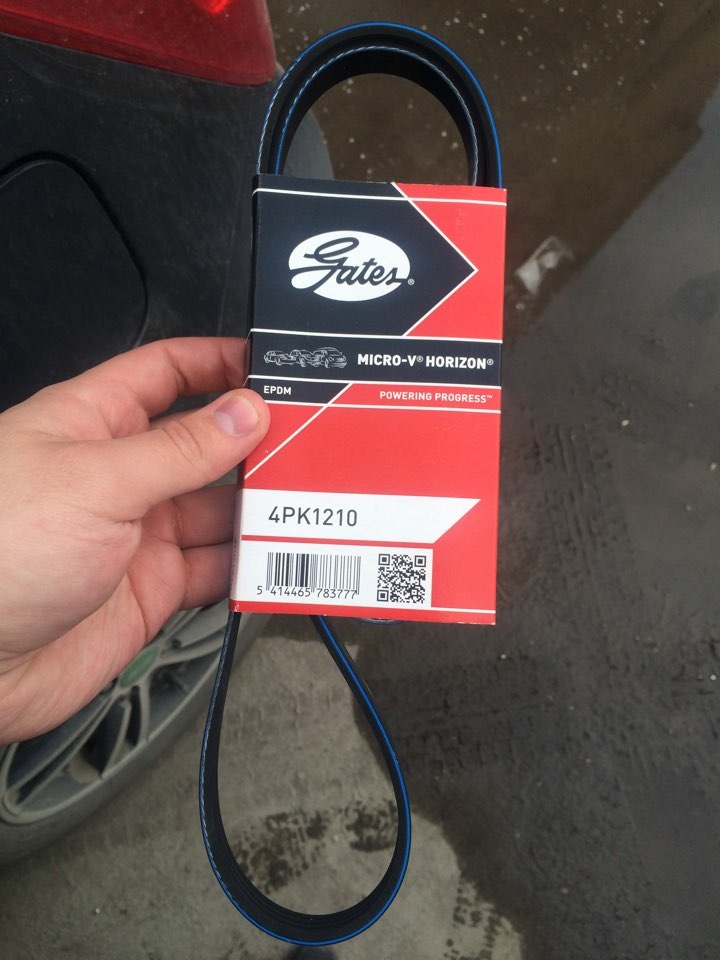 Gates®
MICRO-V® HORIZON®
EPDM
POWERING PROGRESS™
4PK1210
5 414465 783777